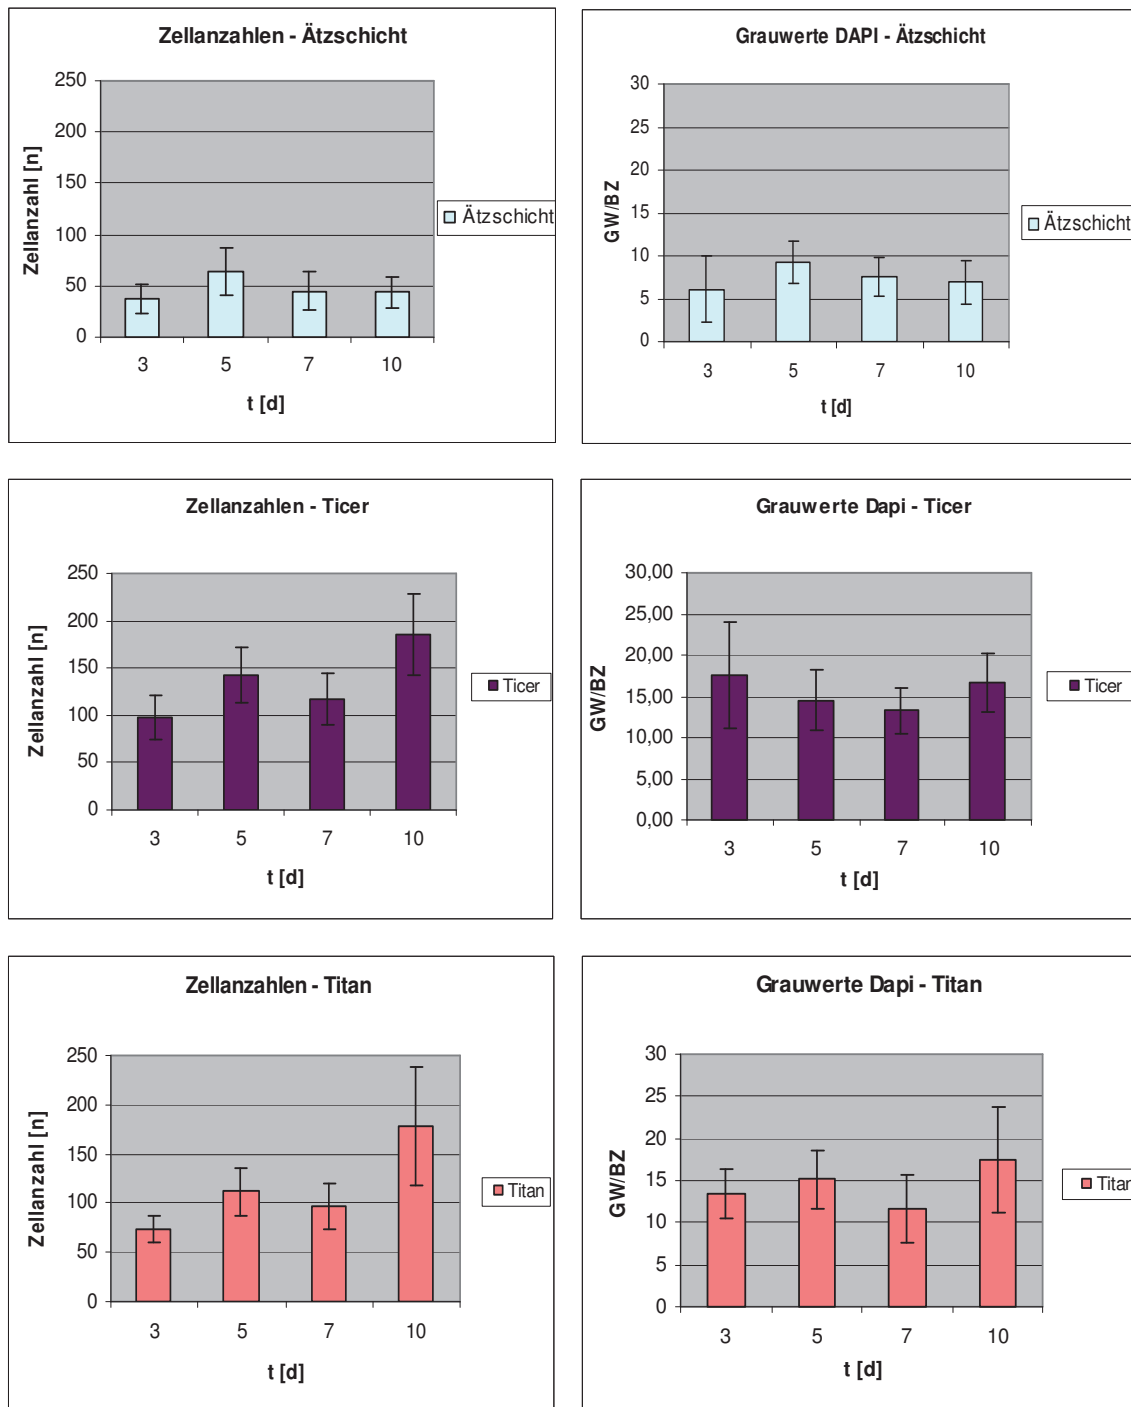 Zellanzahlen - Ätzschicht
Zellanzahl [n]
250
200
150
100
50
0
3 5 7 10
t [d]
Ätzschicht
Grauwerte DAPI - Ätzschicht
GW/BZ
30
25
20
15
10
5
0
3 5 7 10
t [d]
Ätzschicht
Zellanzahlen - Ticer
Zellanzahl [n]
250
200
150
100
50
0
3 5 7 10
t [d]
Ticer
Grauwerte Dapi - Ticer
GW/BZ
30,00
25,00
20,00
15,00
10,00
5,00
0,00
3 5 7 10
t [d]
Ticer
Zellanzahlen - Titan
Zellanzahl [n]
250
200
150
100
50
0
3 5 7 10
t [d]
Titan
Grauwerte Dapi - Titan
GW/BZ
30
25
20
15
10
5
0
3 5 7 10
t [d]
Titan